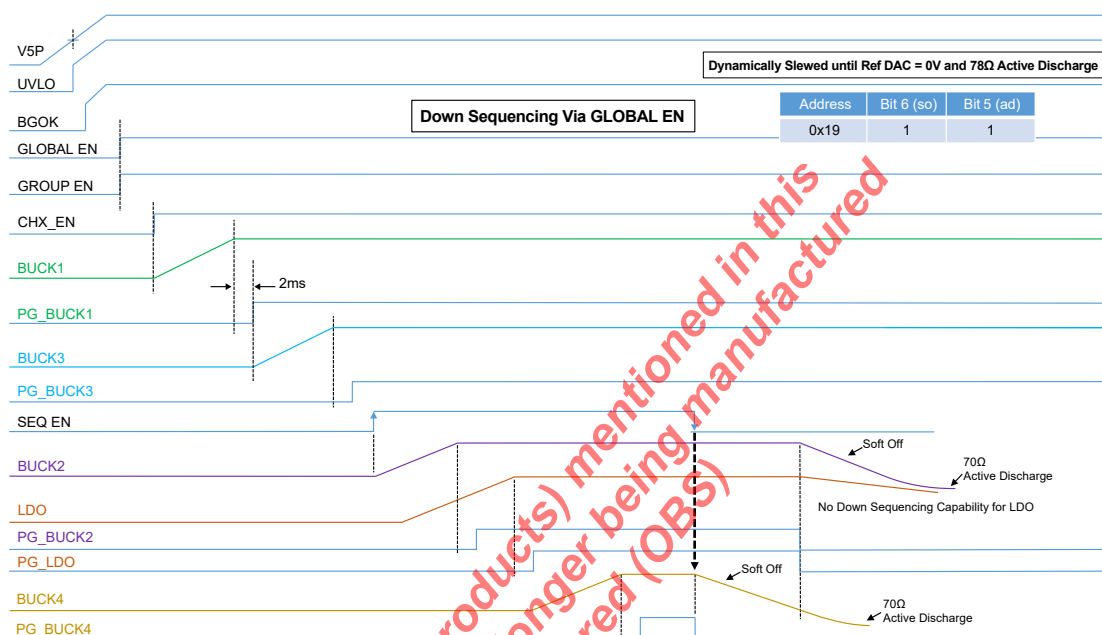 V5P
Dynamically Slewed until Ref DAC = 0V and 78Ω Active Discharge
UVLO
Address Bit 6 (so) Bit 5 (ad)
0x19 1 1
Down Sequencing Via GLOBAL EN
BGOK
GLOBAL EN
GROUP EN
CHX_EN
BUCK1
2ms
PG_BUCK1
BUCK3
PG_BUCK3
SEQ EN
Soft Off
BUCK2
70Ω
Active Discharge
LDO
No Down Sequencing Capability for LDO
PG_BUCK2
PG_LDO
Soft Off
BUCK4
70Ω
Active Discharge
PG_BUCK4
roducts) mentioned in this
onger being manufactured
red (OBS)